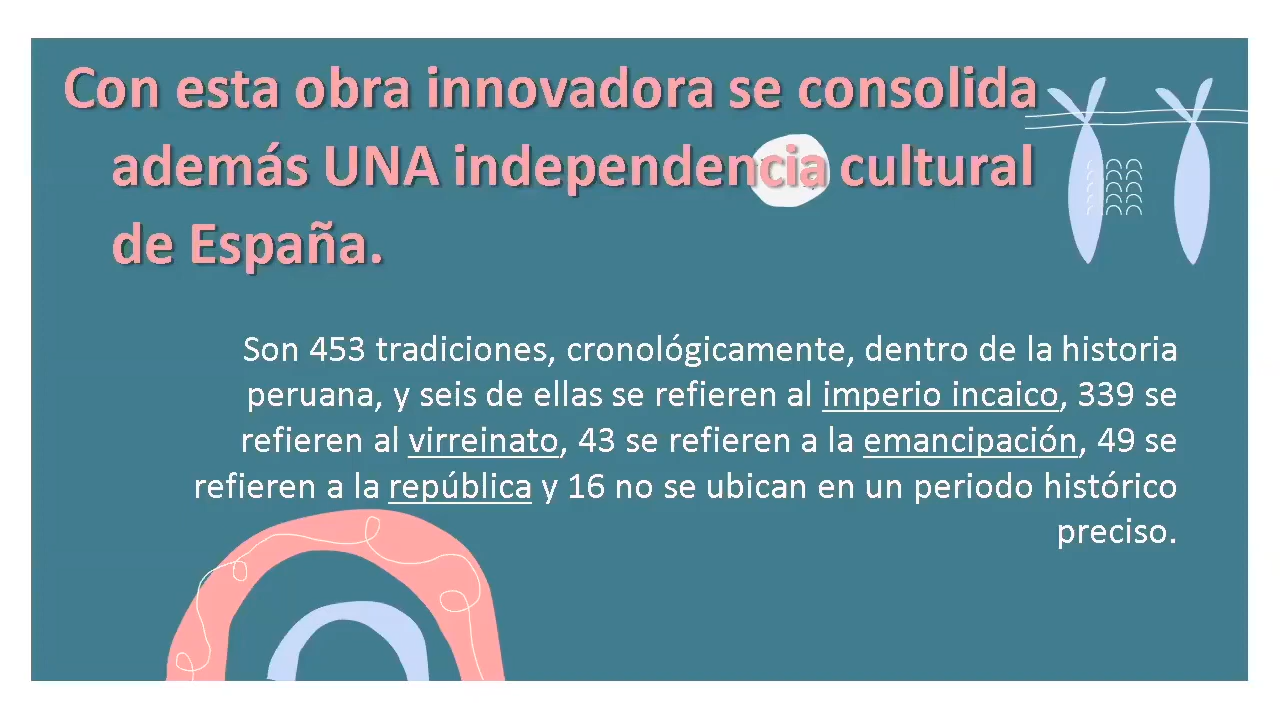 Con esta obra innovadora se consolida
además UNA independencia cultural
de España.
Son 453 tradiciones, cronológicamente, dentro de la historia
peruana, y seis de ellas se refieren al imperio incaico, 339 se
refieren al virreinato, 43 se refieren a la emancipación, 49 se
refieren a la república y 16 no se ubican en un periodo histórico
preciso.